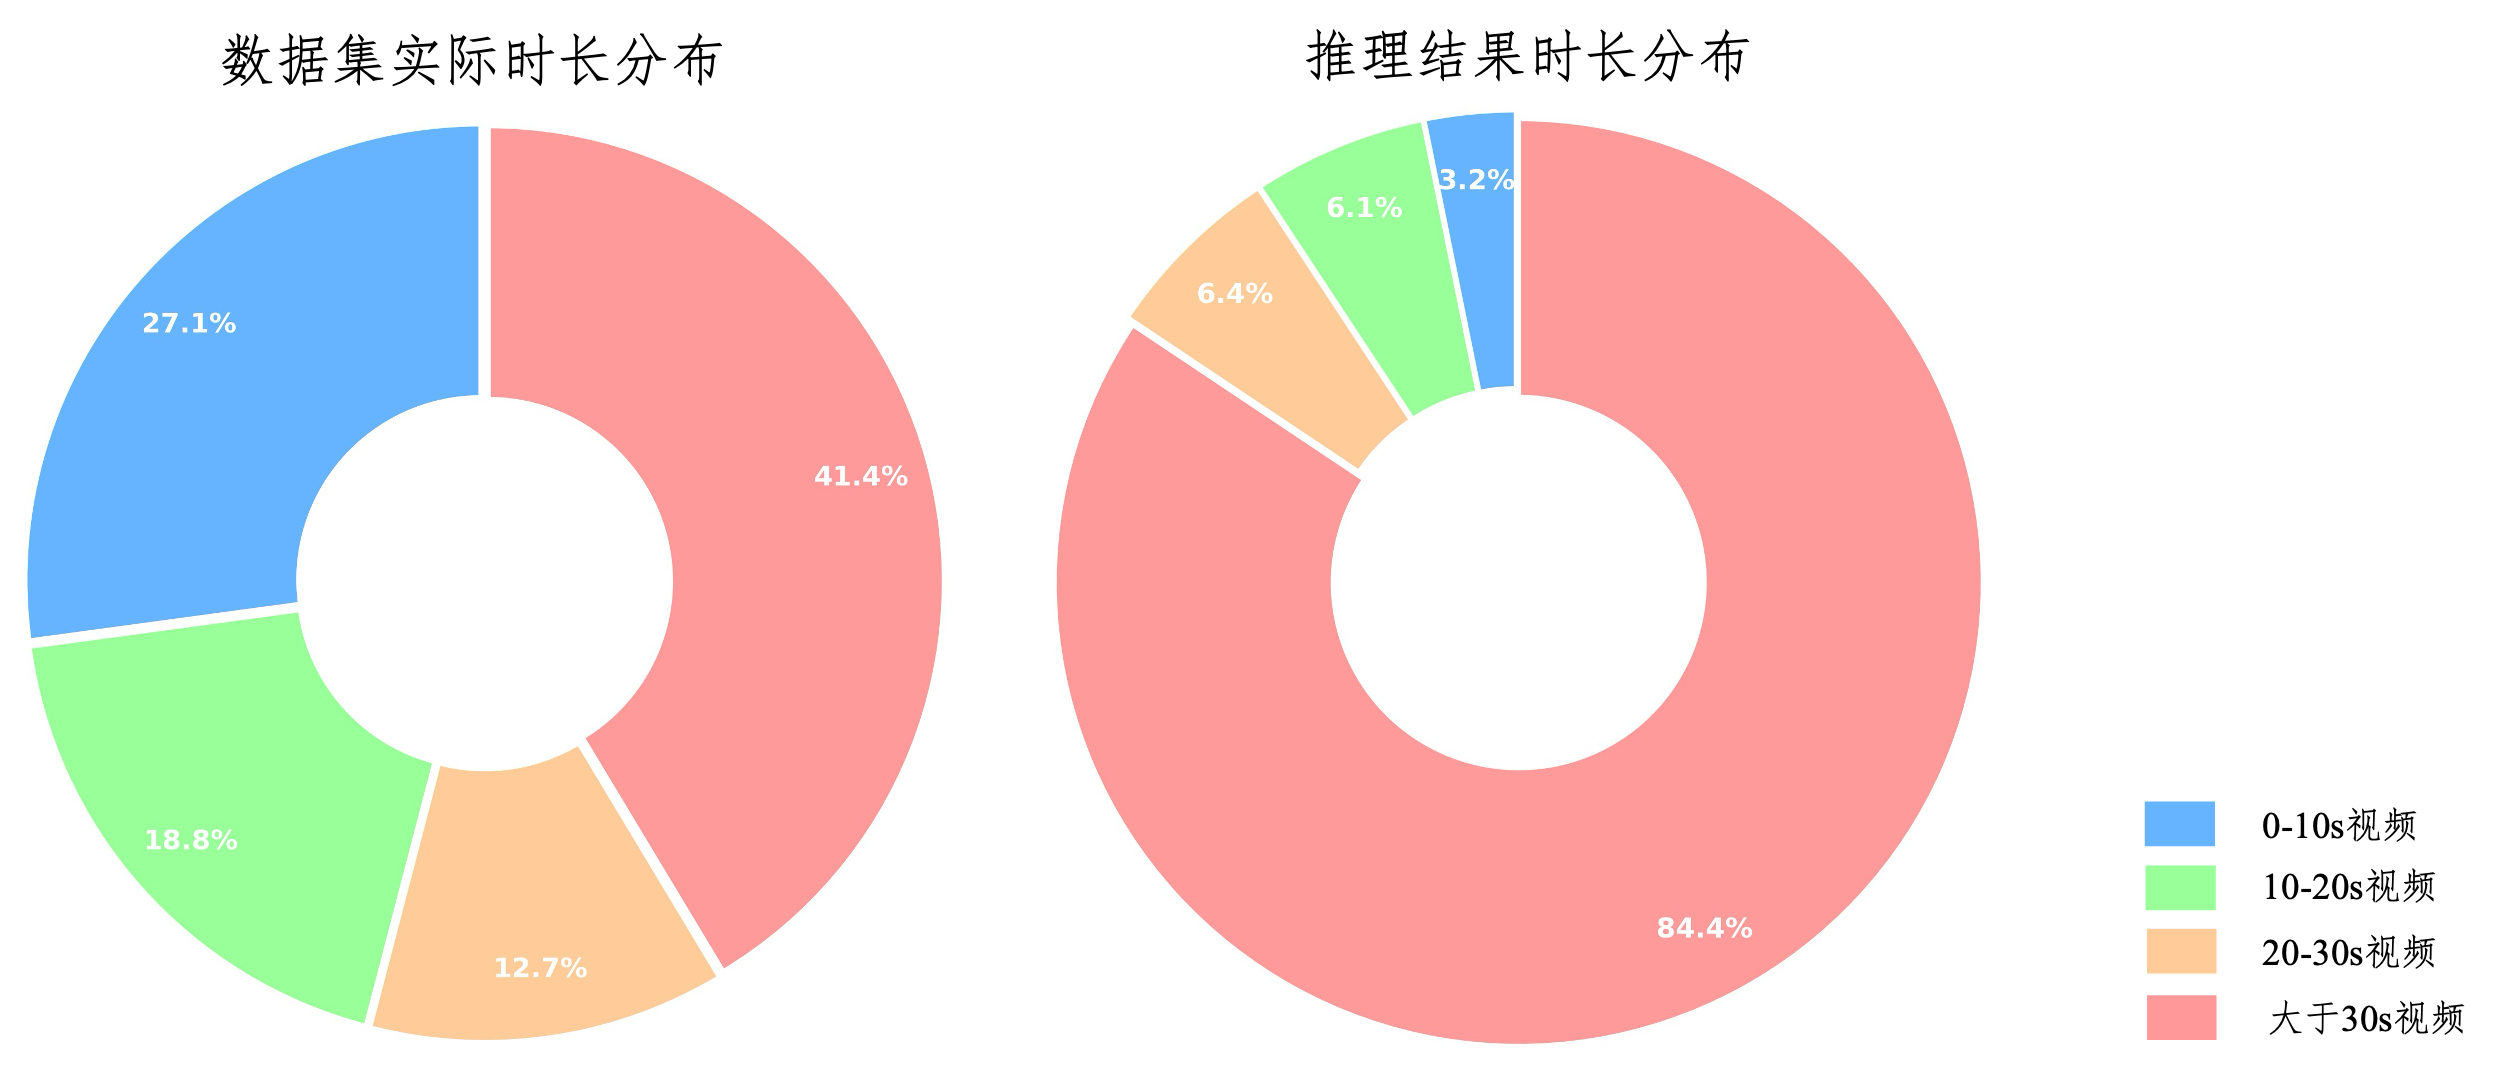 数据集实际时长分布
27.1%
41.4%
18.8%
12.7%
推理结果时长分布
3.2%
6.1%
6.4%
84.4%
0-10s视频
10-20s视频
20-30s视频
大于30s视频